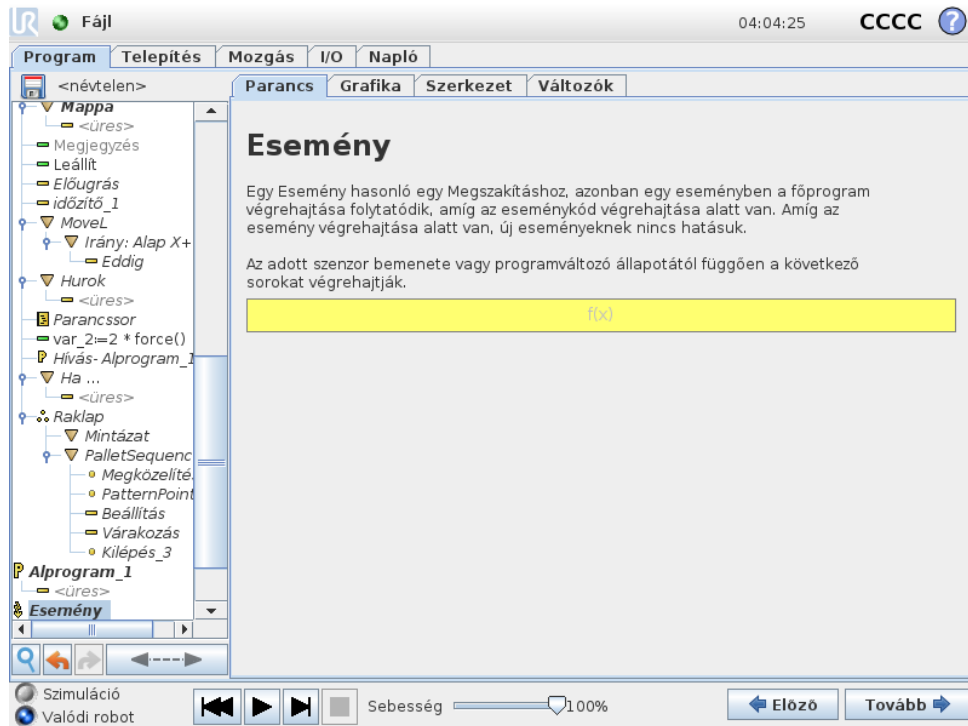 UR Fájl 04:04:25 CCCC ?
Program Telepítés Mozgás I/O Napló
<névtelen>
Parancs Grafika Szerkezet Változók
Mappa
<üres>
Megjegyzés
Leállít
Előugrás
időzítő_1
MoveL
Irány: Alap X+
Eddig
Hurok
<üres>
Parancssor
var_2:=2 * force()
Hívás- Alprogram_1
Ha ...
<üres>
Raklap
Mintázat
PalletSequenc
Megközelíté
PatternPoint
Beállítás
Várakozás
Kilépés_3
Alprogram_1
<üres>
Esemény
Esemény
Egy Esemény hasonló egy Megszakításhoz, azonban egy eseményben a főprogram
végrehajtása folytatódik, amíg az eseménykód végrehajtása alatt van. Amíg az
esemény végrehajtása alatt van, új eseményeknek nincs hatásuk.
Az adott szenzor bemenete vagy programváltozó állapotától függően a következő
sorokat végrehajtják.
f(x)
Szimuláció
Valódi robot
Sebesség 100%
Előző Tovább